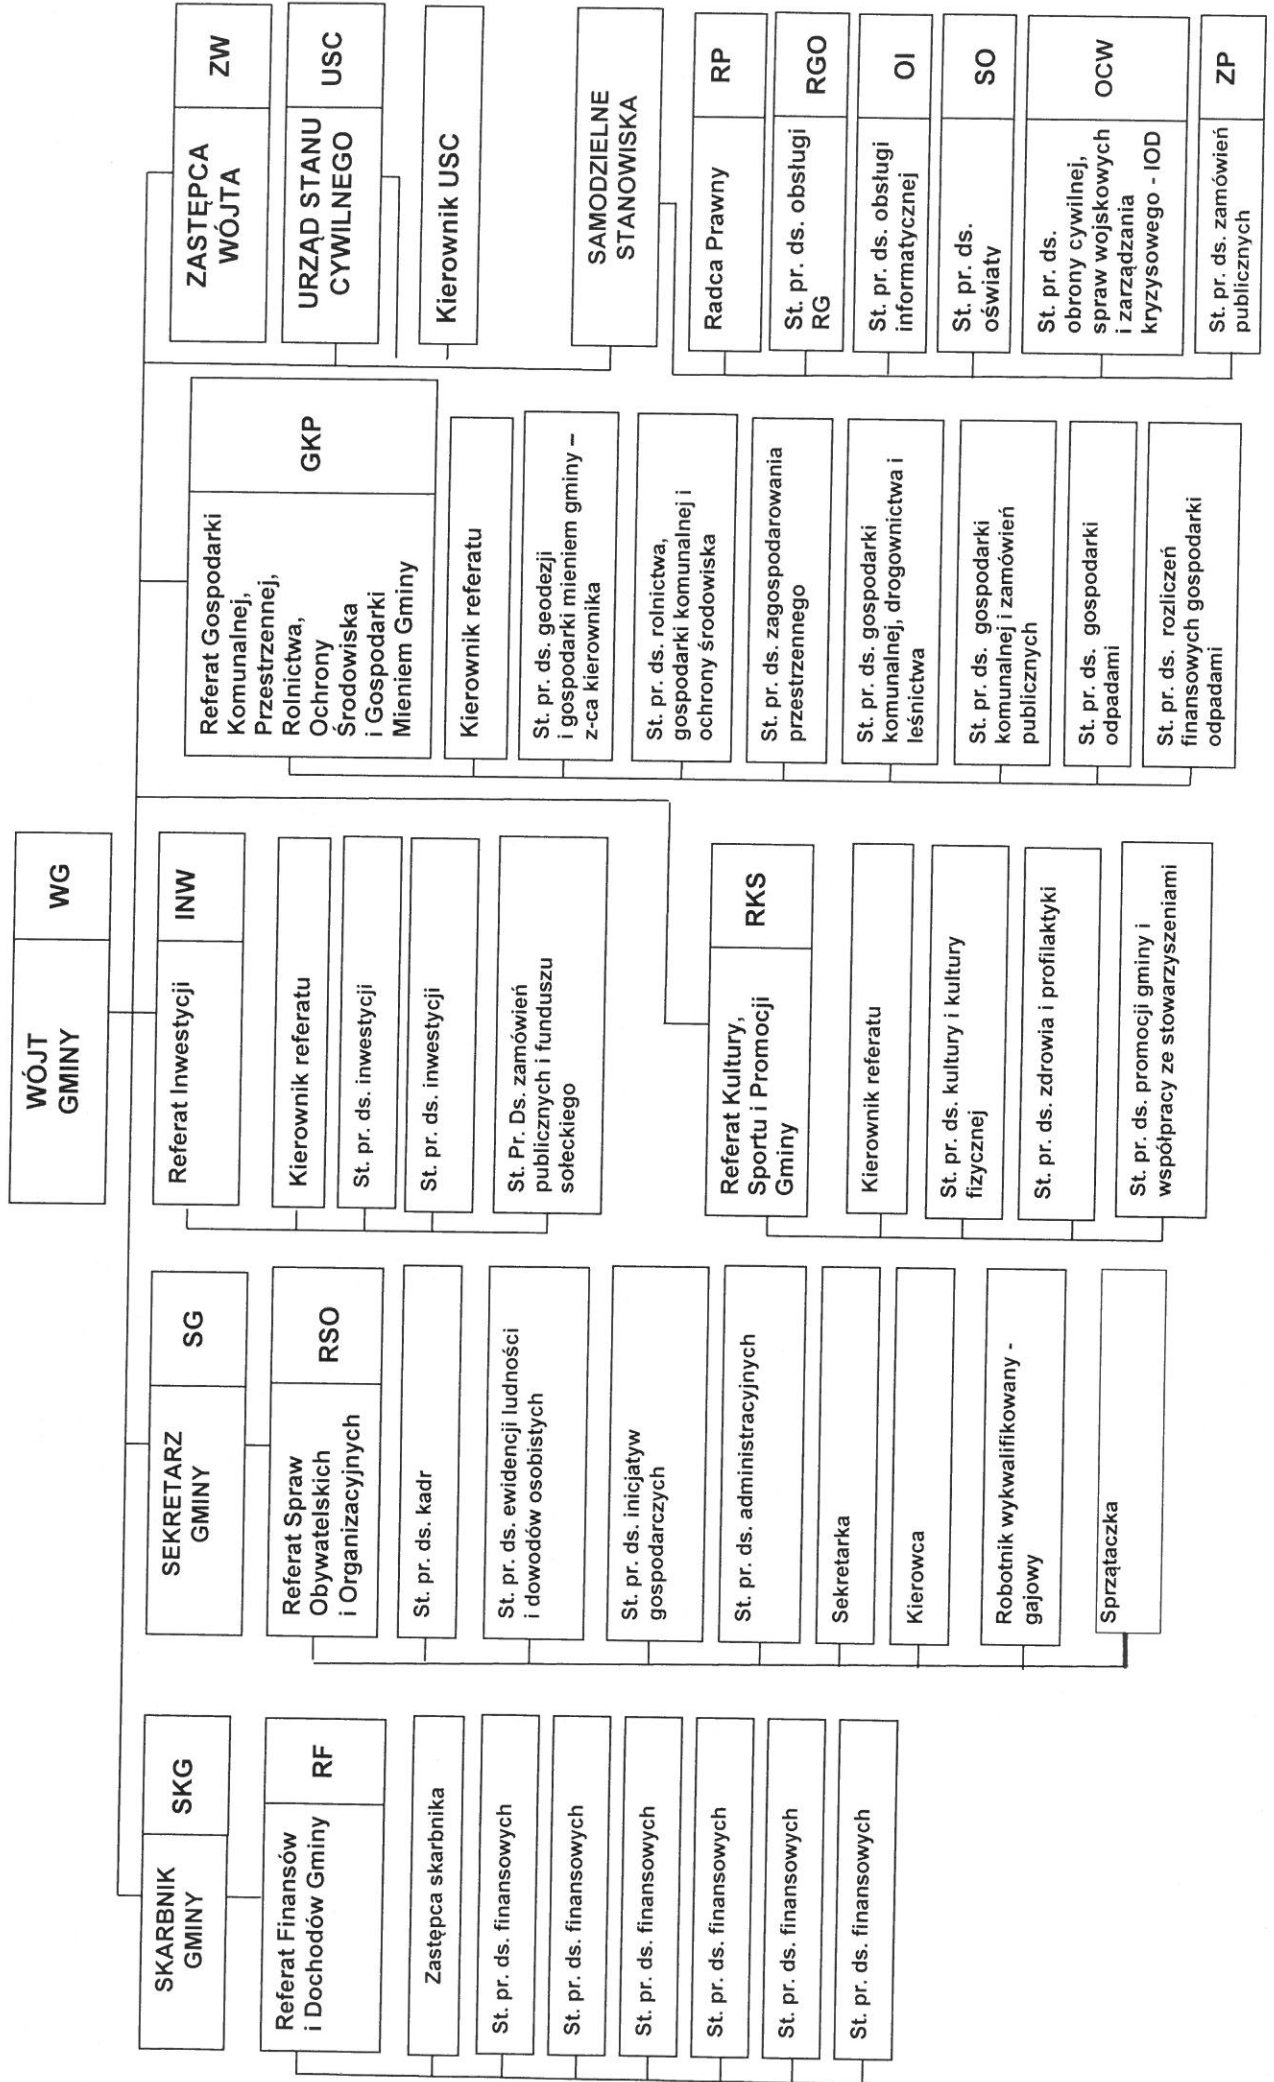 WÓJT
GMINY
WG
SKARBNIK
GMINY
SKG
Referat Finansów
i Dochodów Gminy
RF
Zastępca skarbnika
St. pr. ds. finansowych
St. pr. ds. finansowych
St. pr. ds. finansowych
St. pr. ds. finansowych
St. pr. ds. finansowych
St. pr. ds. finansowych
SEKRETARZ
GMINY
SG
Referat Spraw
Obywatelskich
i Organizacyjnych
RSO
St. pr. ds. kadr
St. pr. ds. ewidencji ludności
i dowodów osobistych
St. pr. ds. inicjatyw
gospodarczych
St. pr. ds. administracyjnych
Sekretarka
Kierowca
Robotnik wykwalifikowany -
gajowy
Sprzątaczka
Referat Inwestycji
INW
Kierownik referatu
St. pr. ds. inwestycji
St. pr. ds. inwestycji
St. Pr. Ds. zamówień
publicznych i funduszu
sołeckiego
Referat Kultury,
Sportu i Promocji
Gminy
RKS
Kierownik referatu
St. pr. ds. kultury i kultury
fizycznej
St. pr. ds. zdrowia i profilaktyki
St. pr. ds. promocji gminy i
współpracy ze stowarzyszeniami
Referat Gospodarki
Komunalnej,
Przestrzennej,
Rolnictwa,
Ochrony
Środowiska
i Gospodarki
Mieniem Gminy
GKP
Kierownik referatu
St. pr. ds. geodezji
i gospodarki mieniem gminy –
z-ca kierownika
St. pr. ds. rolnictwa,
gospodarki komunalnej i
ochrony środowiska
St. pr. ds. zagospodarowania
przestrzennego
St. pr. ds. gospodarki
komunalnej, drogownictwa i
leśnictwa
St. pr. ds. gospodarki
komunalnej i zamówień
publicznych
St. pr. ds. gospodarki
odpadami
St. pr. ds. rozliczeń
finansowych gospodarki
odpadami
ZASTĘPCA
WÓJTA
ZW
URZĄD STANU
CYWILNEGO
USC
Kierownik USC
SAMODZIELNE
STANOWISKA
Radca Prawny
RP
St. pr. ds. obsługi
RG
RGO
St. pr. ds. obsługi
informatycznej
OI
St. pr. ds.
oświaty
SO
St. pr. ds.
obrony cywilnej,
spraw wojskowych
i zarządzania
kryzysowego - IOD
OCW
St. pr. ds. zamówień
publicznych
ZP